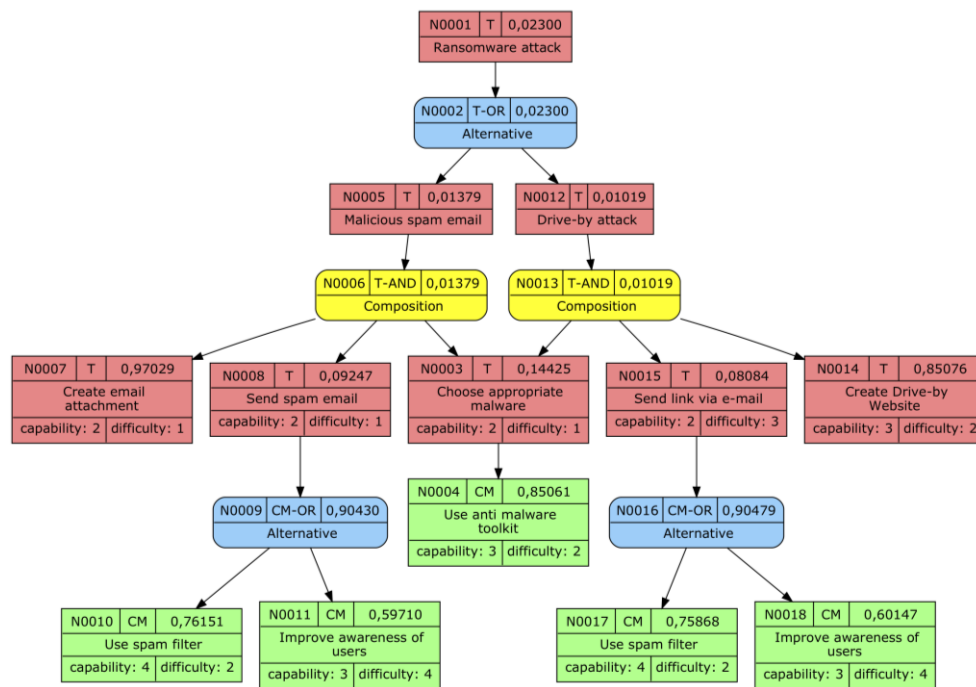 N0001 T 0,02300
Ransomware attack
N0002 T-OR 0,02300
Alternative
N0005 T 0,01379
Malicious spam email
N0012 T 0,01019
Drive-by attack
N0006 T-AND 0,01379
Composition
N0013 T-AND 0,01019
Composition
N0007 T 0,97029
Create email
attachment
capability: 2 difficulty: 1
N0008 T 0,09247
Send spam email
capability: 2 difficulty: 1
N0003 T 0,14425
Choose appropriate
malware
capability: 2 difficulty: 1
N0015 T 0,08084
Send link via e-mail
capability: 2 difficulty: 3
N0014 T 0,85076
Create Drive-by
Website
capability: 3 difficulty: 2
N0009 CM-OR 0,90430
Alternative
N0004 CM 0,85061
Use anti malware
toolkit
capability: 3 difficulty: 2
N0016 CM-OR 0,90479
Alternative
N0010 CM 0,76151
Use spam filter
capability: 4 difficulty: 2
N0011 CM 0,59710
Improve awareness of
users
capability: 3 difficulty: 4
N0017 CM 0,75868
Use spam filter
capability: 4 difficulty: 2
N0018 CM 0,60147
Improve awareness of
users
capability: 3 difficulty: 4